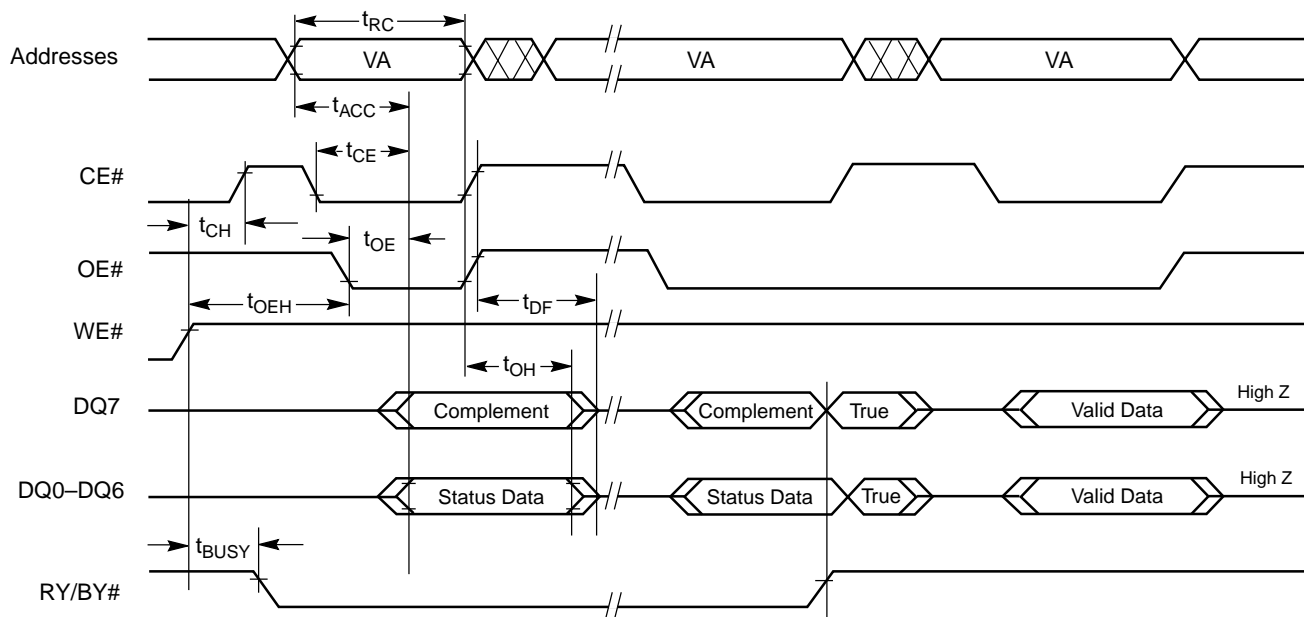 tRC
Addresses VA VA VA
tACC
tCE
CE#
tCH
tOE
OE#
tOEH tDF
WE#
tOH
DQ7 Complement Complement True Valid Data High Z
DQ0–DQ6 Status Data Status Data True Valid Data High Z
tBUSY
RY/BY#